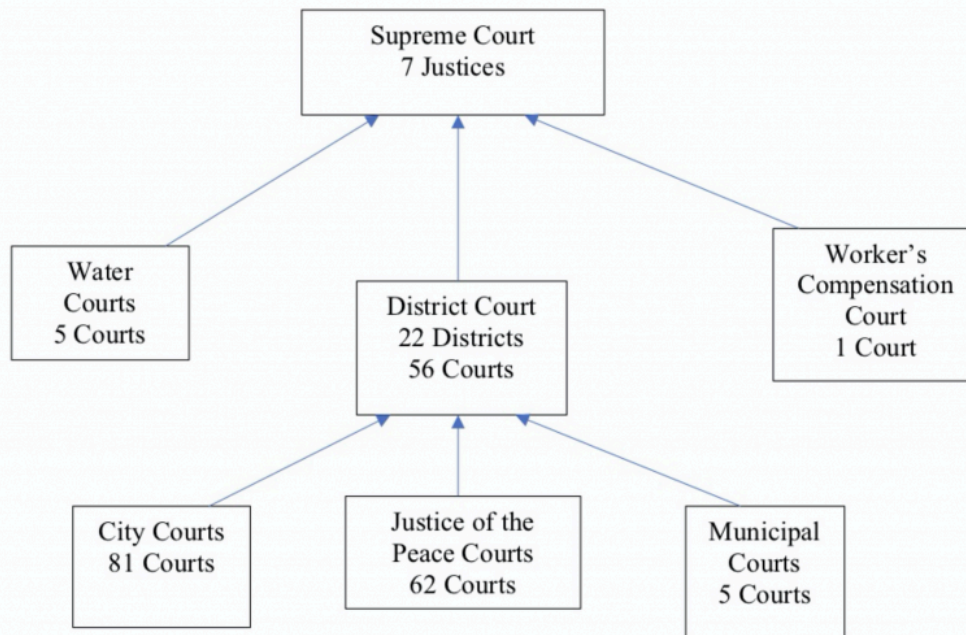 Supreme Court
7 Justices
Water
Courts
5 Courts
District Court
22 Districts
56 Courts
Worker’s
Compensation
Court
1 Court
City Courts
81 Courts
Justice of the
Peace Courts
62 Courts
Municipal
Courts
5 Courts